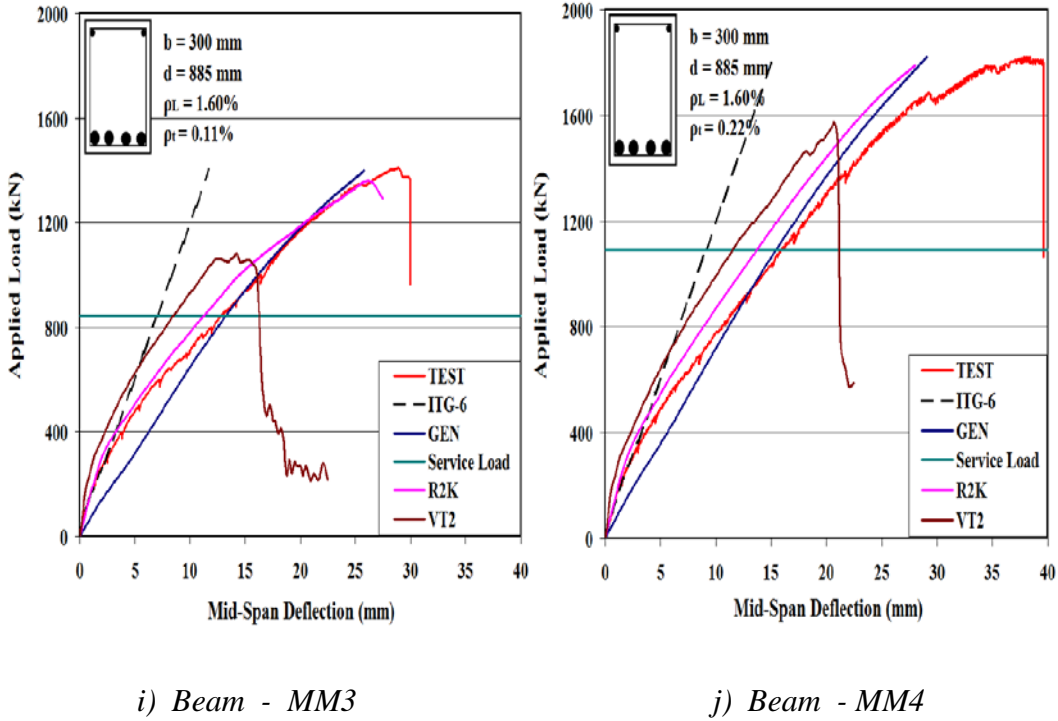 2000
1600
1200
800
400
0
Applied Load (kN)
b = 300 mm
d = 885 mm
ρL = 1.60%
ρt = 0.11%
TEST
ITG-6
GEN
Service Load
R2K
VT2
0 5 10 15 20 25 30 35 40
Mid-Span Deflection (mm)
i) Beam - MM3
2000
1600
1200
800
400
0
Applied Load (kN)
b = 300 mm
d = 885 mm
ρL = 1.60%
ρt = 0.22%
TEST
ITG-6
GEN
Service Load
R2K
VT2
0 5 10 15 20 25 30 35 40
Mid-Span Deflection (mm)
j) Beam - MM4